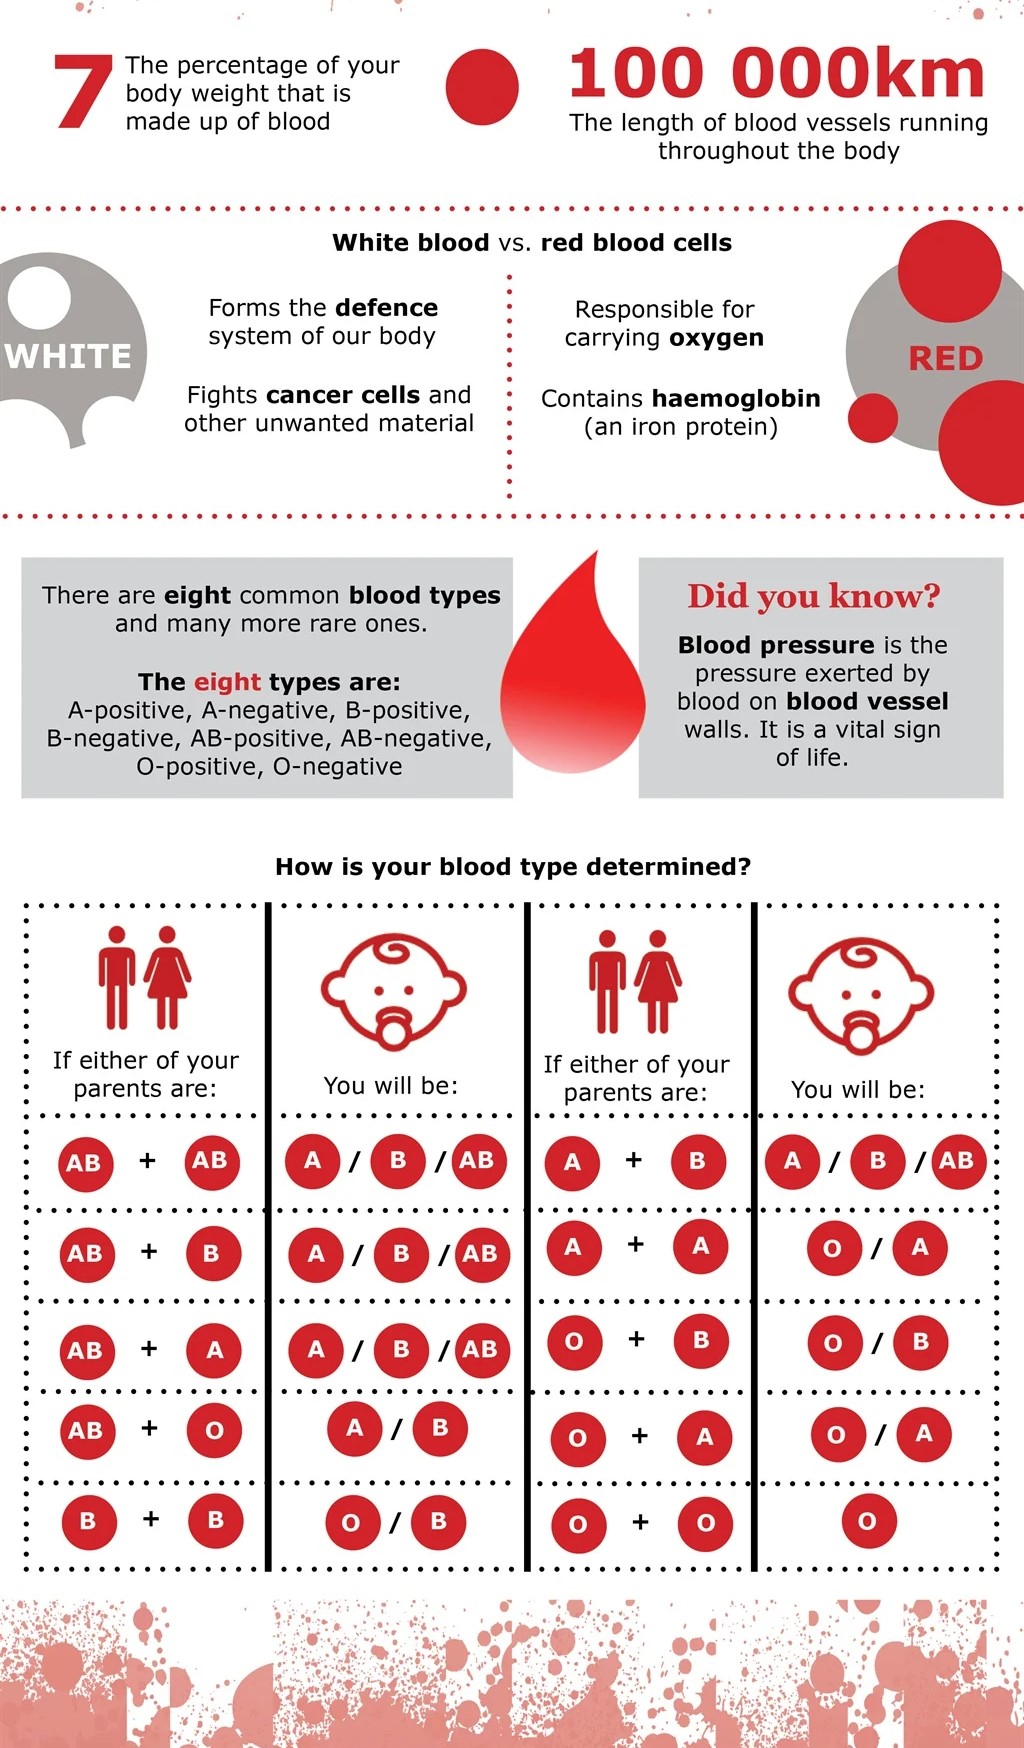 7
The percentage of your
body weight that is
made up of blood
100 000km
The length of blood vessels running
throughout the body
White blood vs. red blood cells
WHITE
Forms the defence
system of our body
Fights cancer cells and
other unwanted material
Responsible for
carrying oxygen
Contains haemoglobin
(an iron protein)
RED
There are eight common blood types
and many more rare ones.
The eight types are:
A-positive, A-negative, B-positive,
B-negative, AB-positive, AB-negative,
O-positive, O-negative
Did you know?
Blood pressure is the
pressure exerted by
blood on blood vessel
walls. It is a vital sign
of life.
How is your blood type determined?
If either of your
parents are:
You will be:
If either of your
parents are:
You will be:
AB + AB
A / B / AB
A + B
A / B / AB
AB + B
A / B / AB
A + A
O / A
AB + A
A / B / AB
O + B
O / B
AB + O
A / B
O + A
O / A
B + B
O / B
O + O
O